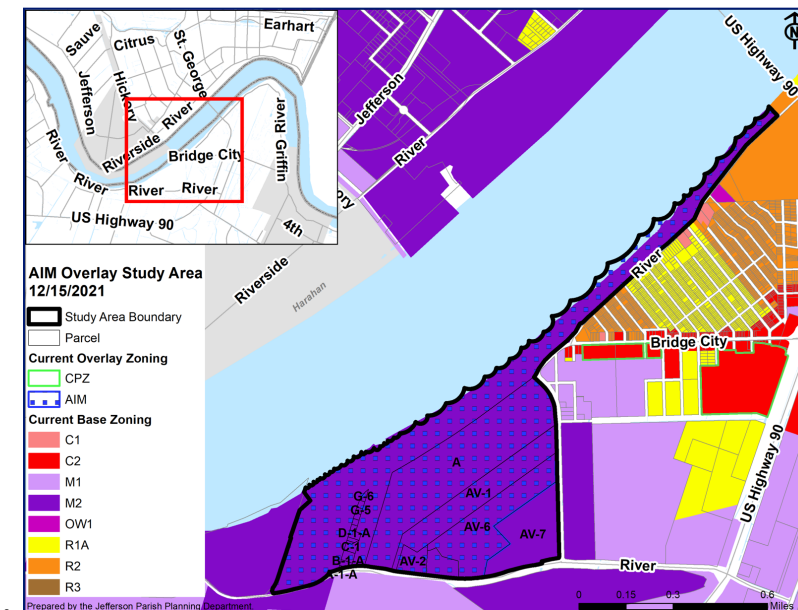 Sauve
Citrus
St. George
Earhart
Jefferson
Hickory
River
Riverside
River
River
Bridge City
Griffin
River
River
River
US Highway 90
4th
US Highway 90
Jefferson
River
ory
Riverside
Harahan
River
Bridge City
US Highway 90
AIM Overlay Study Area
12/15/2021
Study Area Boundary
Parcel
Current Overlay Zoning
CPZ
AIM
Current Base Zoning
C1
C2
M1
M2
OW1
R1A
R2
R3
A
AV-1
G-6
G-5
AV-6
AV-7
D-1-A
C-1
B-1-A
AV-2
A-1-A
River
0 0.15 0.3 0.6
Miles
Prepared by the Jefferson Parish Planning Department.